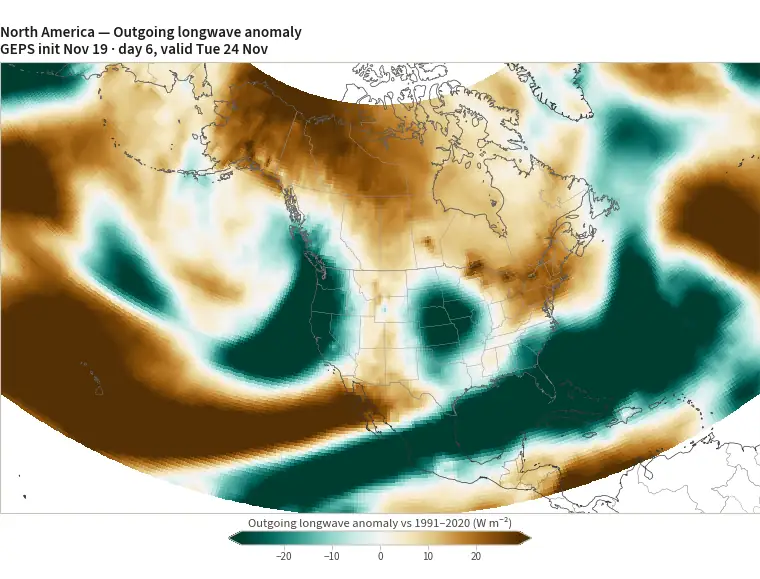 North America — Outgoing longwave anomaly
GEPS init Nov 19 · day 6, valid Tue 24 Nov
Outgoing longwave anomaly vs 1991–2020 (W m⁻²)
−20 −10 0 10 20